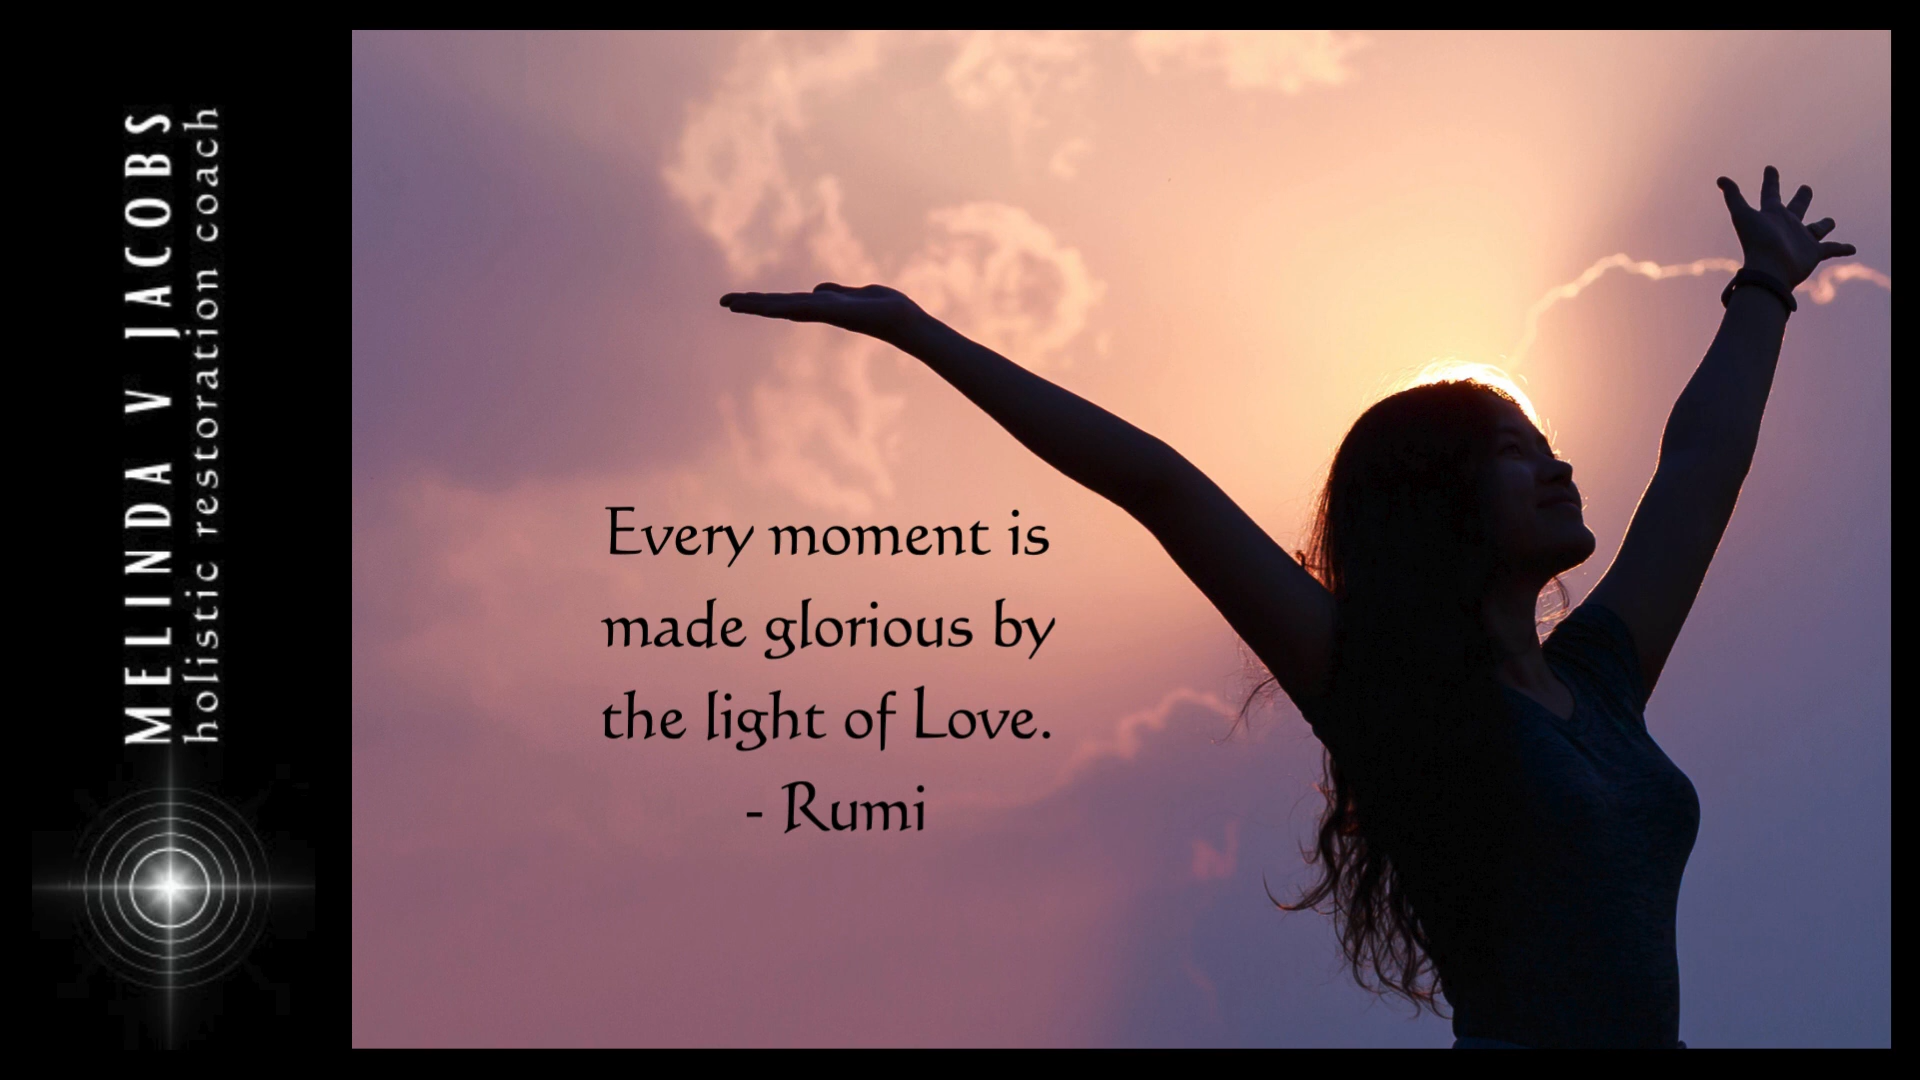 MELINDA V JACOBS
holistic restoration coach
Every moment is
made glorious by
the light of Love.
- Rumi